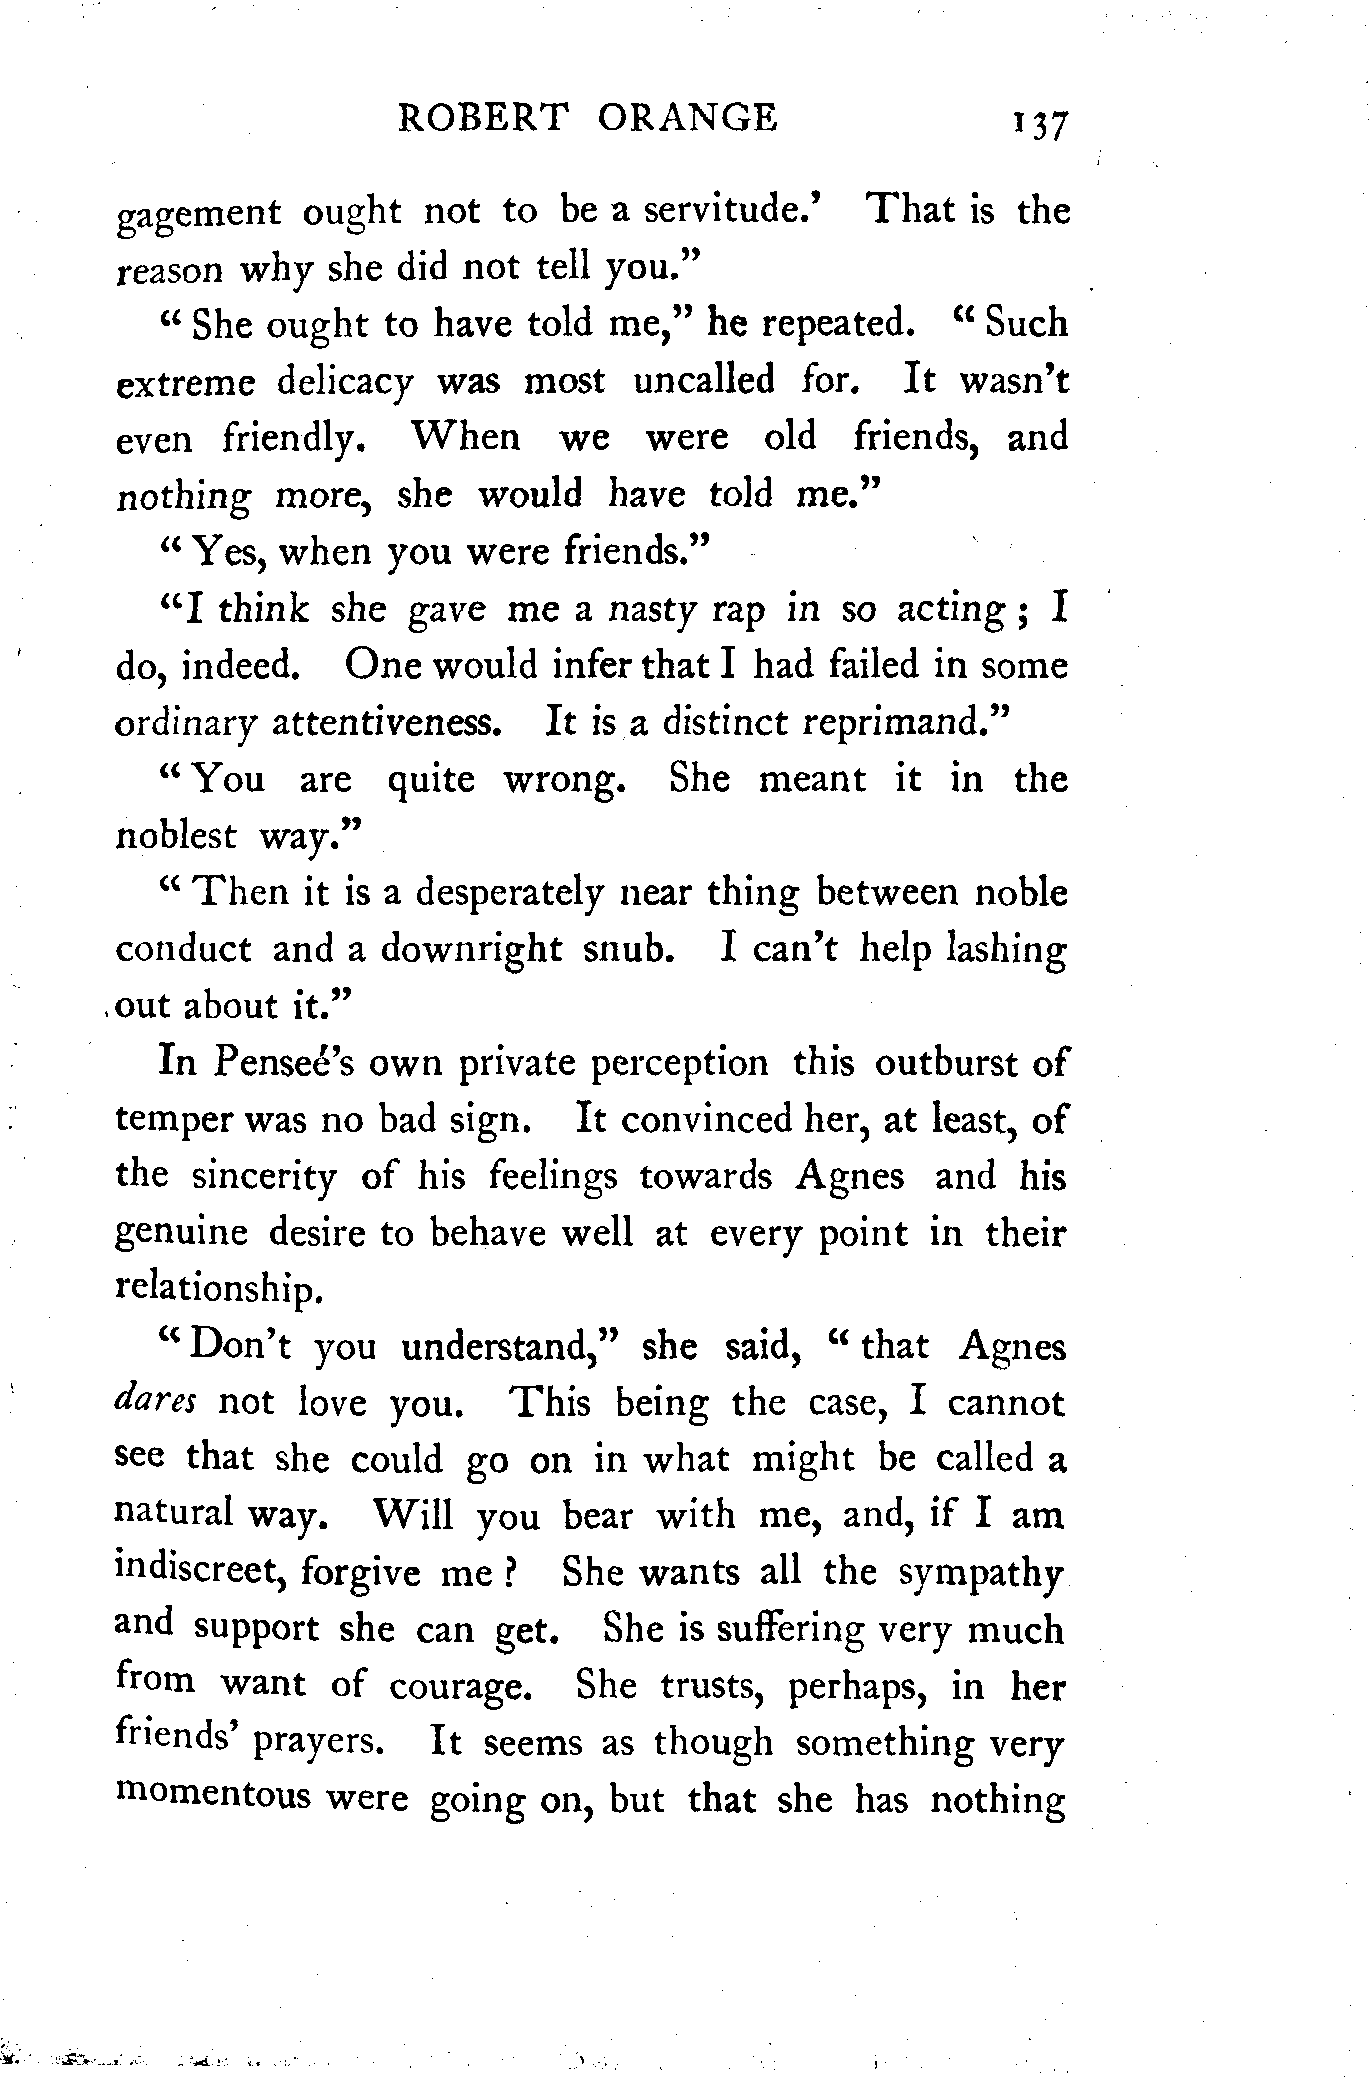 ROBERT ORANGE 137
gagement ought not to be a servitude.’ That is the
reason why she did not tell you.”
“ She ought to have told me,” he repeated. “ Such
extreme delicacy was most uncalled for. It wasn’t
even friendly. When we were old friends, and
nothing more, she would have told me.”
“ Yes, when you were friends.”
“I think she gave me a nasty rap in so acting ; I
do, indeed. One would infer that I had failed in some
ordinary attentiveness. It is a distinct reprimand.”
“ You are quite wrong. She meant it in the
noblest way.”
“ Then it is a desperately near thing between noble
conduct and a downright snub. I can’t help lashing
out about it.”
In Penseé’s own private perception this outburst of
temper was no bad sign. It convinced her, at least, of
the sincerity of his feelings towards Agnes and his
genuine desire to behave well at every point in their
relationship.
“ Don’t you understand,” she said, “ that Agnes
dares not love you. This being the case, I cannot
see that she could go on in what might be called a
natural way. Will you bear with me, and, if I am
indiscreet, forgive me ? She wants all the sympathy
and support she can get. She is suffering very much
from want of courage. She trusts, perhaps, in her
friends’ prayers. It seems as though something very
momentous were going on, but that she has nothing